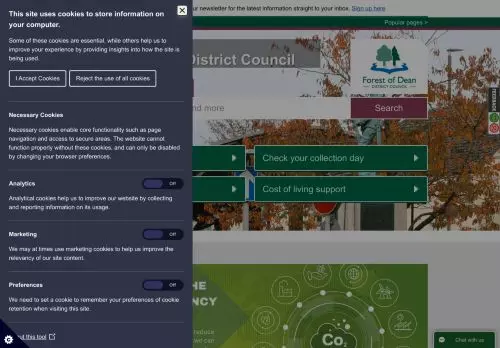 This site uses cookies to store information on your computer.
Some of these cookies are essential, while others help us to improve your experience by providing insights into how the site is being used.
I Accept Cookies
Reject the use of all cookies
Necessary Cookies
Necessary cookies enable core functionality such as page navigation and access to secure areas. The website cannot function properly without these cookies, and can only be disabled by changing your browser preferences.
Analytics
Off
Analytical cookies help us to improve our website by collecting and reporting information on its usage.
Marketing
Off
We may at times use marketing cookies to help us improve the relevancy of our site content.
Preferences
Off
We need to set a cookie to remember your preferences of cookie retention when visiting this site.
this tool
our newsletter for the latest information straight to your inbox. Sign up here
Popular pages >
District Council
Forest of Dean
DISTRICT COUNCIL
nd more
Search
Check your collection day
Cost of living support
THE
NCY
Co2
we can
Chat with us